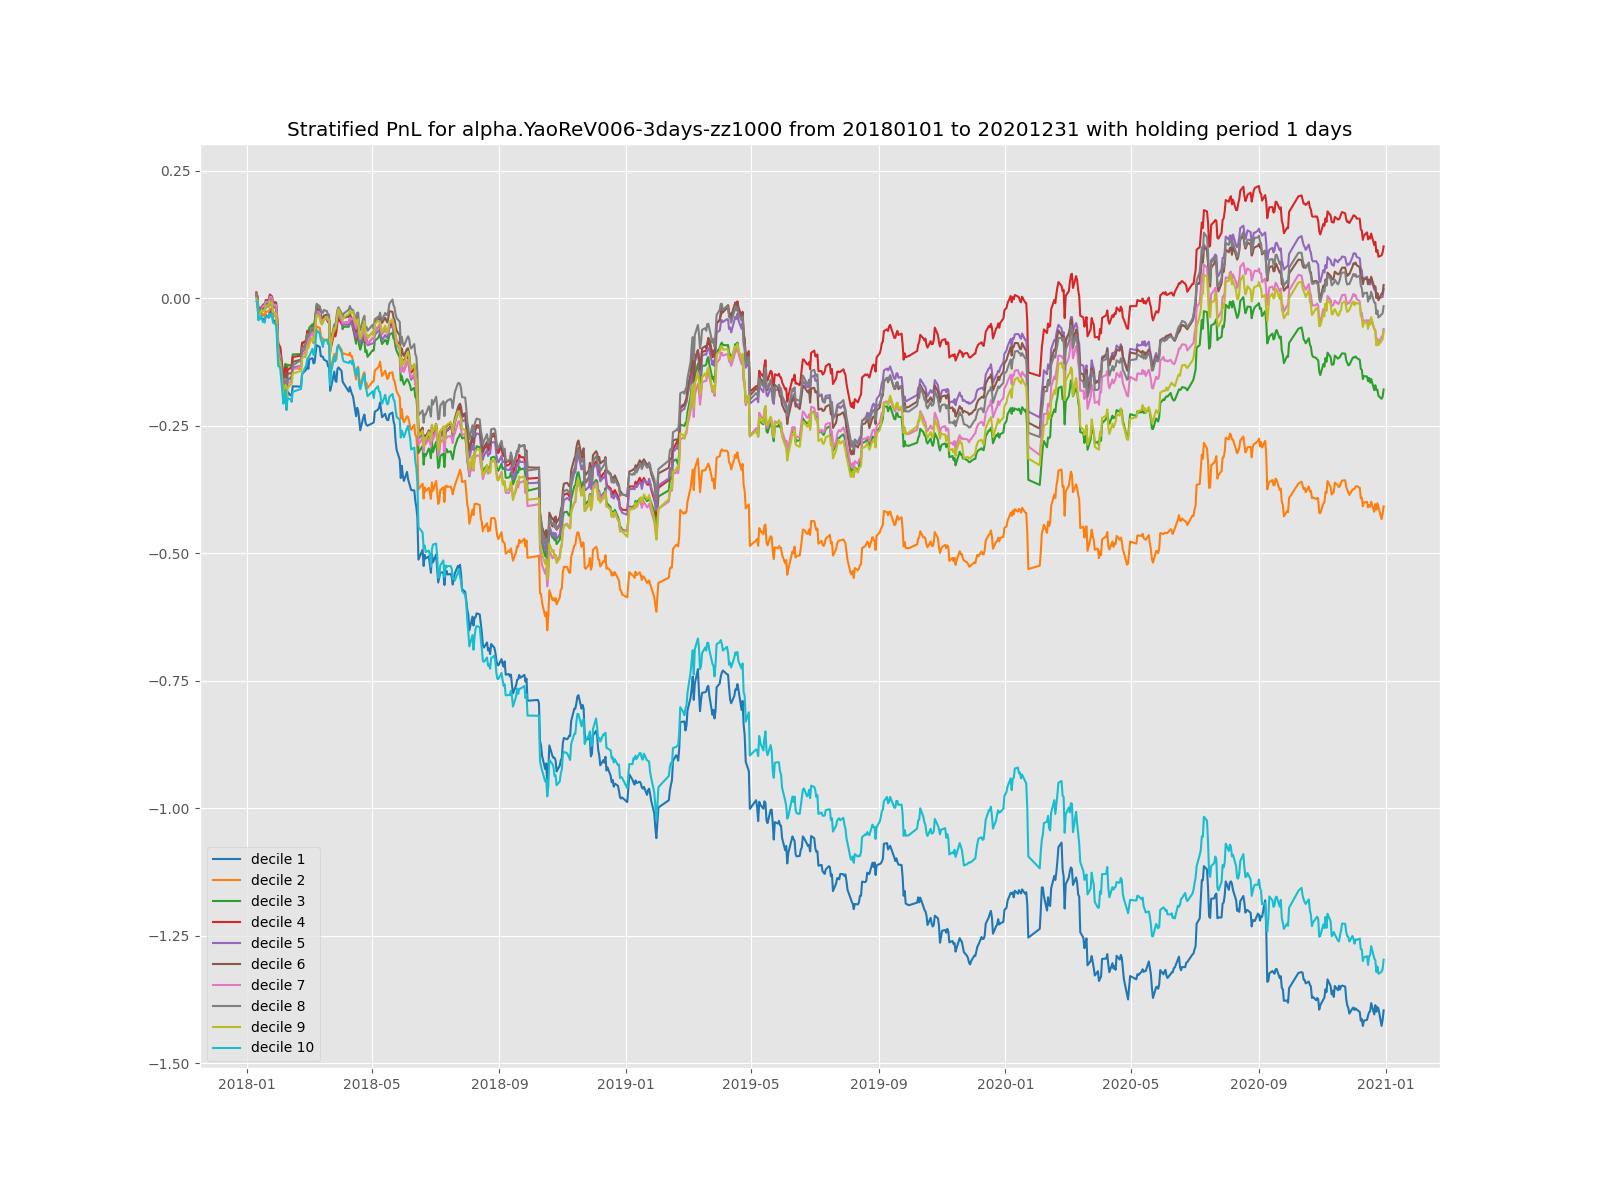 Stratified PnL for alpha.YaoReV006-3days-zz1000 from 20180101 to 20201231 with holding period 1 days
0.25
0.00
−0.25
−0.50
−0.75
−1.00
−1.25
−1.50
decile 1
decile 2
decile 3
decile 4
decile 5
decile 6
decile 7
decile 8
decile 9
decile 10
2018-01 2018-05 2018-09 2019-01 2019-05 2019-09 2020-01 2020-05 2020-09 2021-01